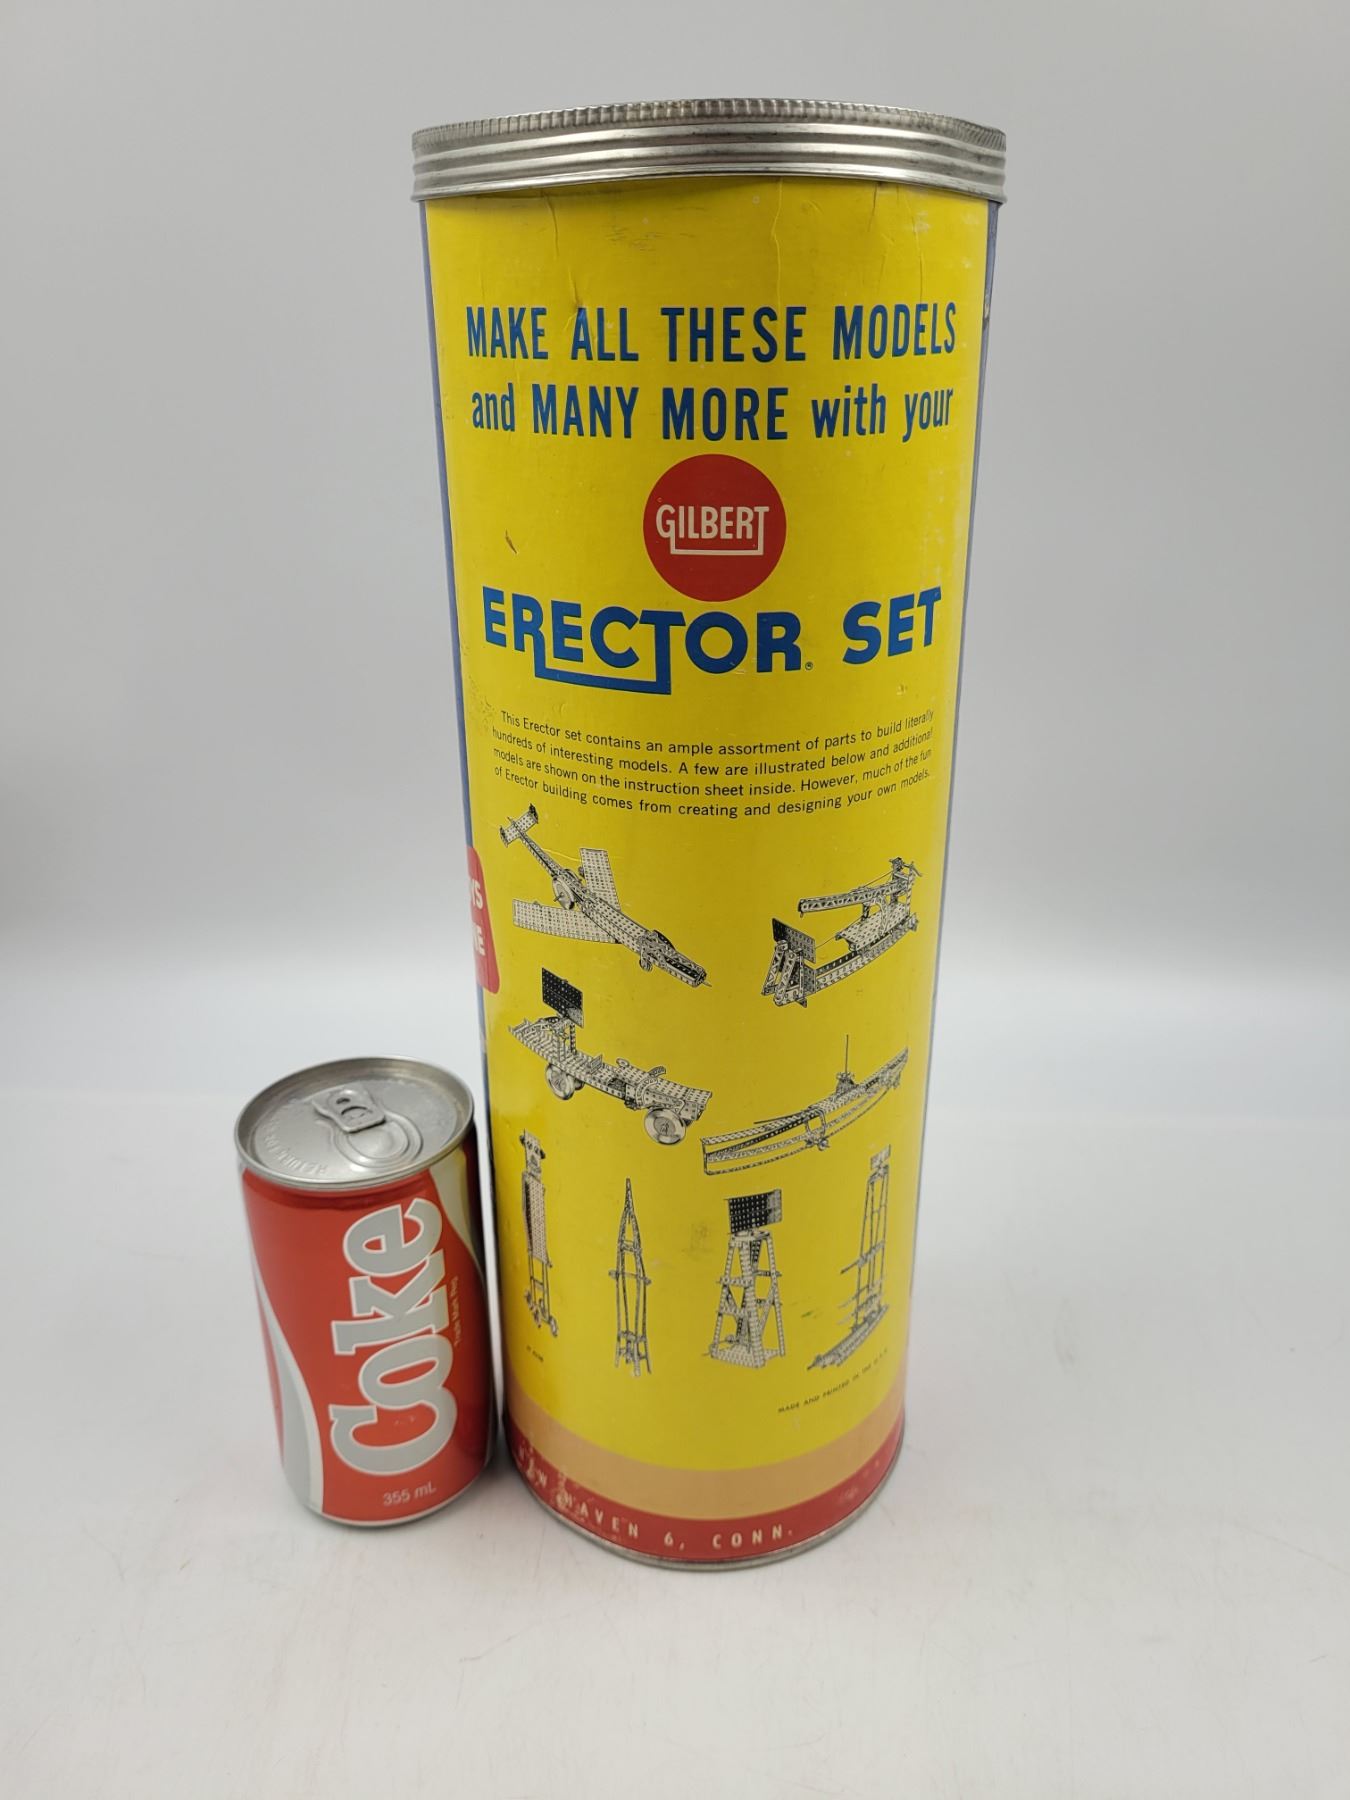 MAKE ALL THESE MODELS
and MANY MORE with your
GILBERT
ERECTOR® SET
This Erector set contains an ample assortment of parts to build literally
hundreds of interesting models. A few are illustrated below and additional
models are shown on the instruction sheet inside. However, much of the fun
of Erector building comes from creating and designing your own models.
MADE AND PRINTED IN THE U.S.A.
HAVEN 6, CONN.
Coke
Trade Mark Reg
355 mL